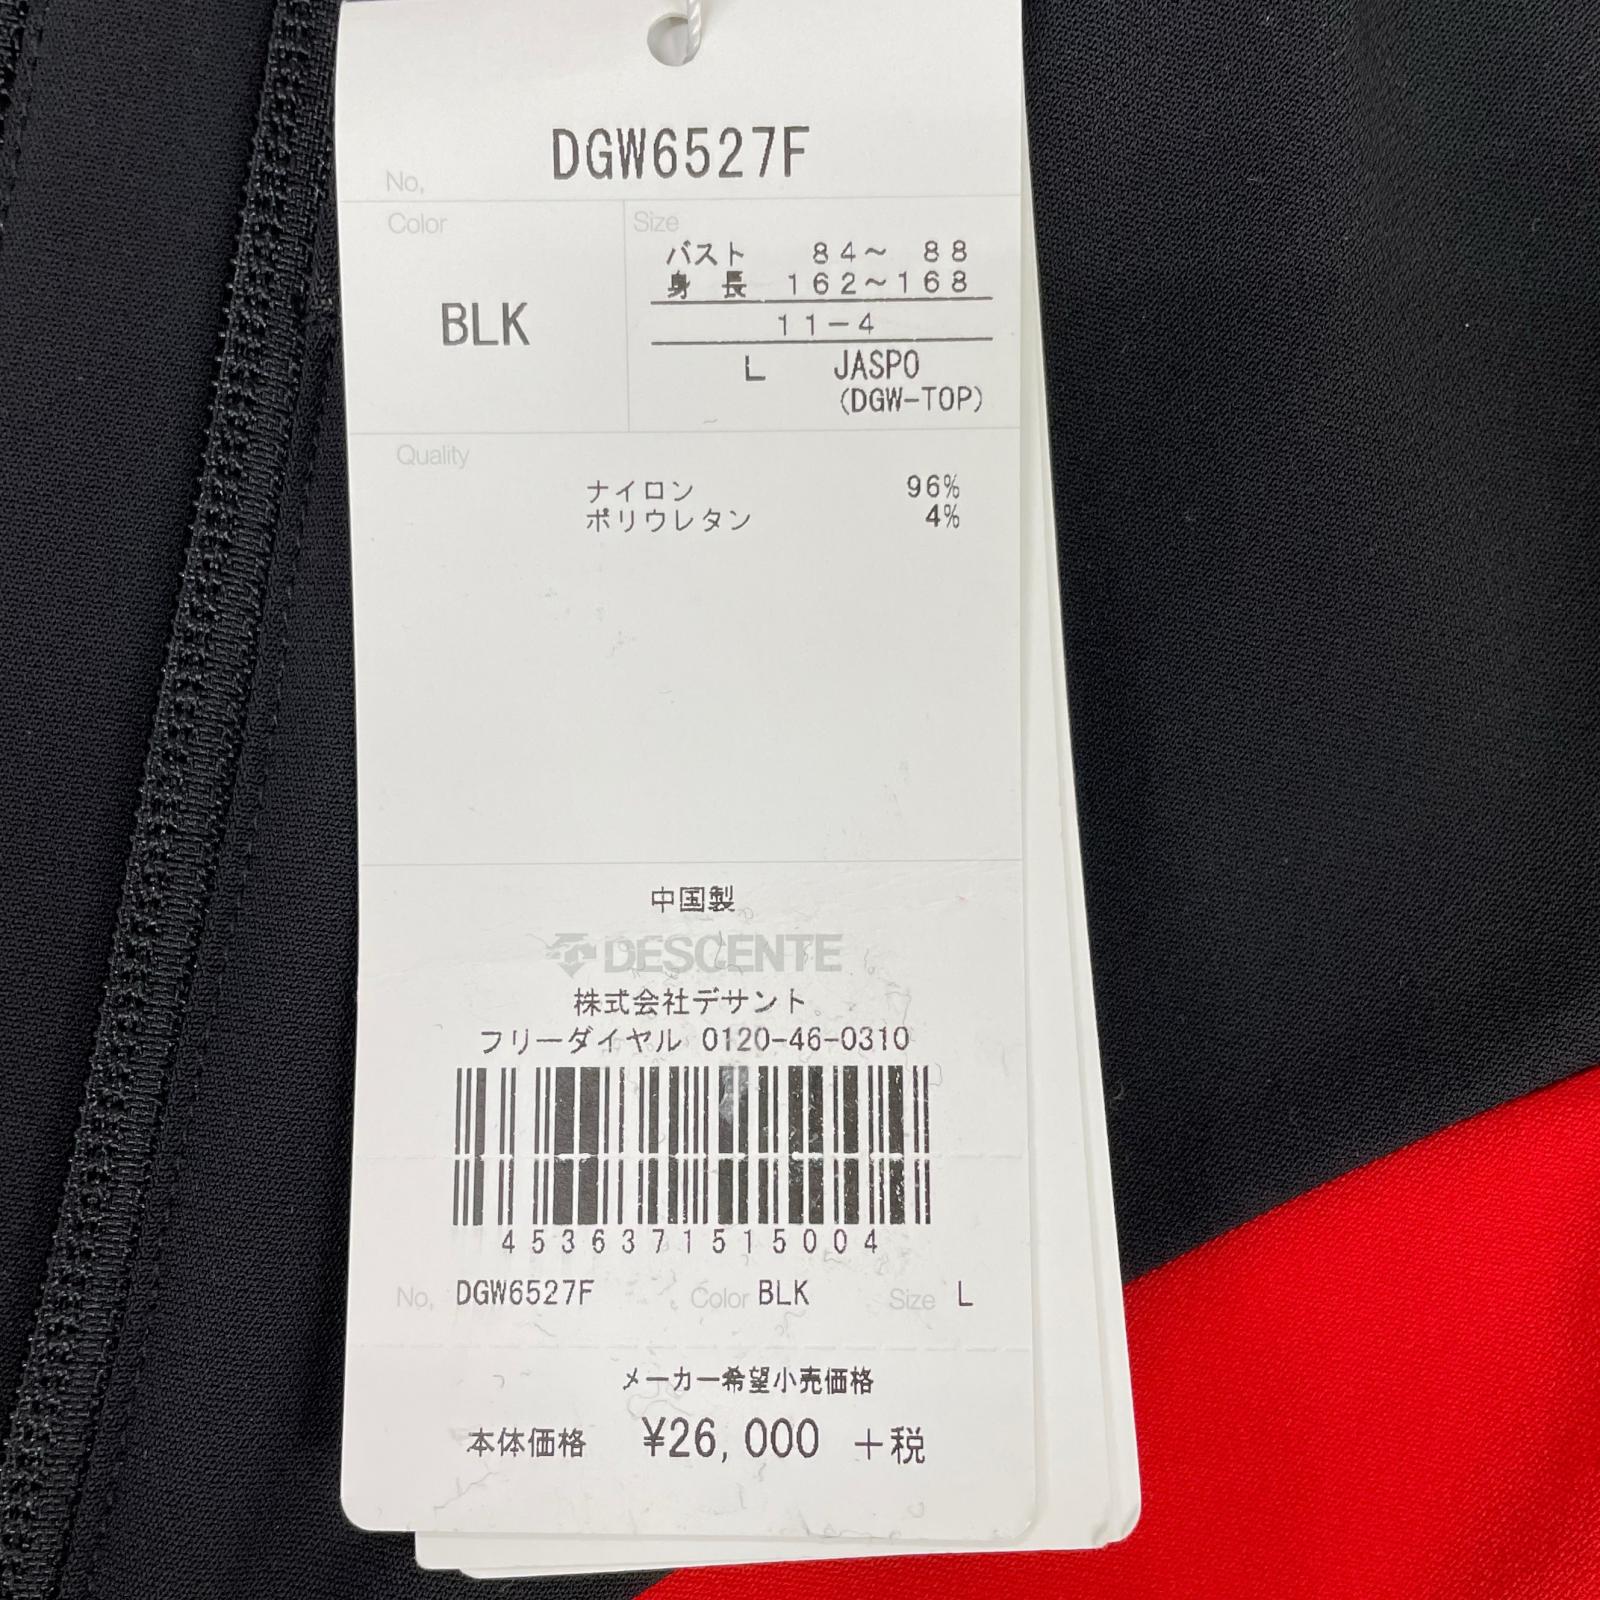 DGW6527F
No,
Color
Size
バスト 84～ 88
身 長 162～168
BLK
11-4
L JASPO
(DGW-TOP)
Quality
ナイロン 96%
ポリウレタン 4%
中国製
DESCENTE
株式会社デサント
フリーダイヤル 0120-46-0310
4536371515004
No, DGW6527F Color BLK Size L
メーカー希望小売価格
本体価格 ¥26,000 +税